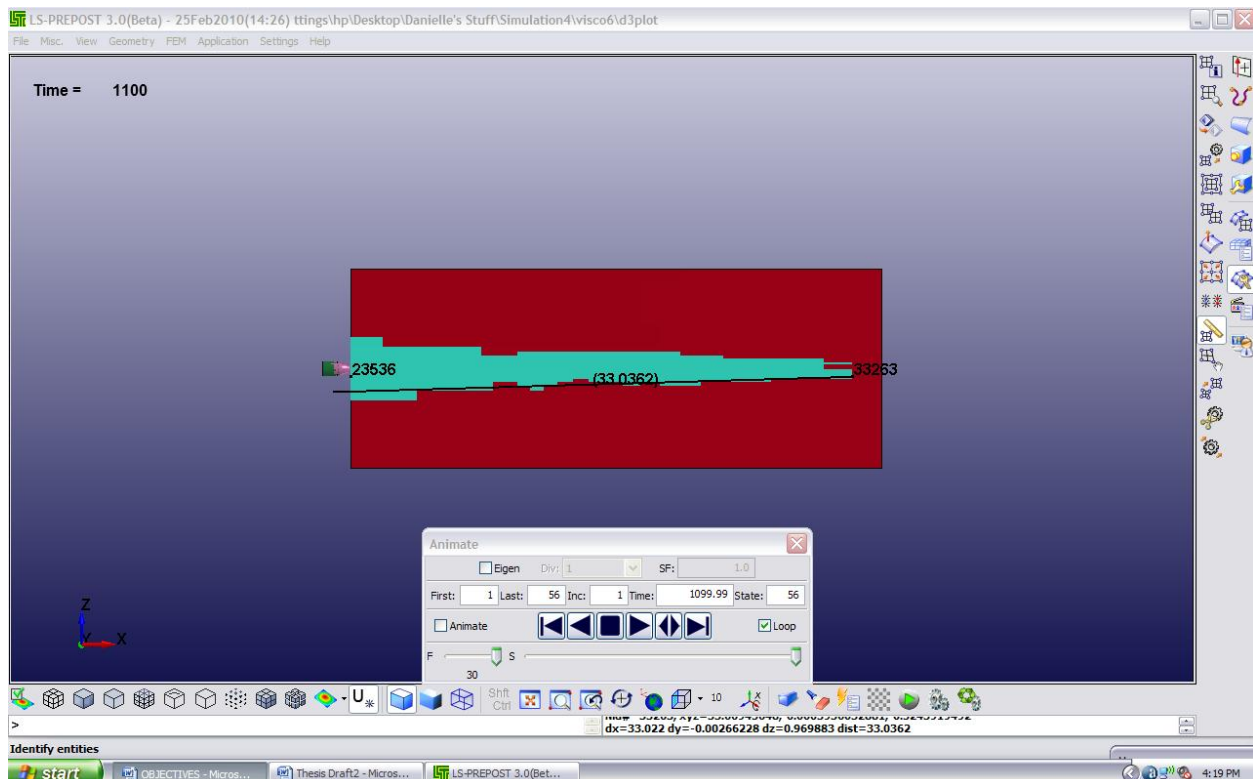 LS-PREPOST 3.0(Beta) - 25Feb2010(14:26) ttings\hp\Desktop\Danielle's Stuff\Simulation4\visco6\d3plot
File Misc. View Geometry FEM Application Settings Help
Time = 1100
23536
(33.0362)
33263
Animate
Eigen Div: 1 SF: 1.0
First: 1 Last: 56 Inc: 1 Time: 1099.99 State: 56
Animate Loop
F S
30
Z
Y X
U*
Shft
Ctrl
10
>
dx=33.022 dy=-0.00266228 dz=0.969883 dist=33.0362
Identify entities
start OBJECTIVES - Micros... Thesis Draft2 - Micros... LS-PREPOST 3.0(Bet... 4:19 PM